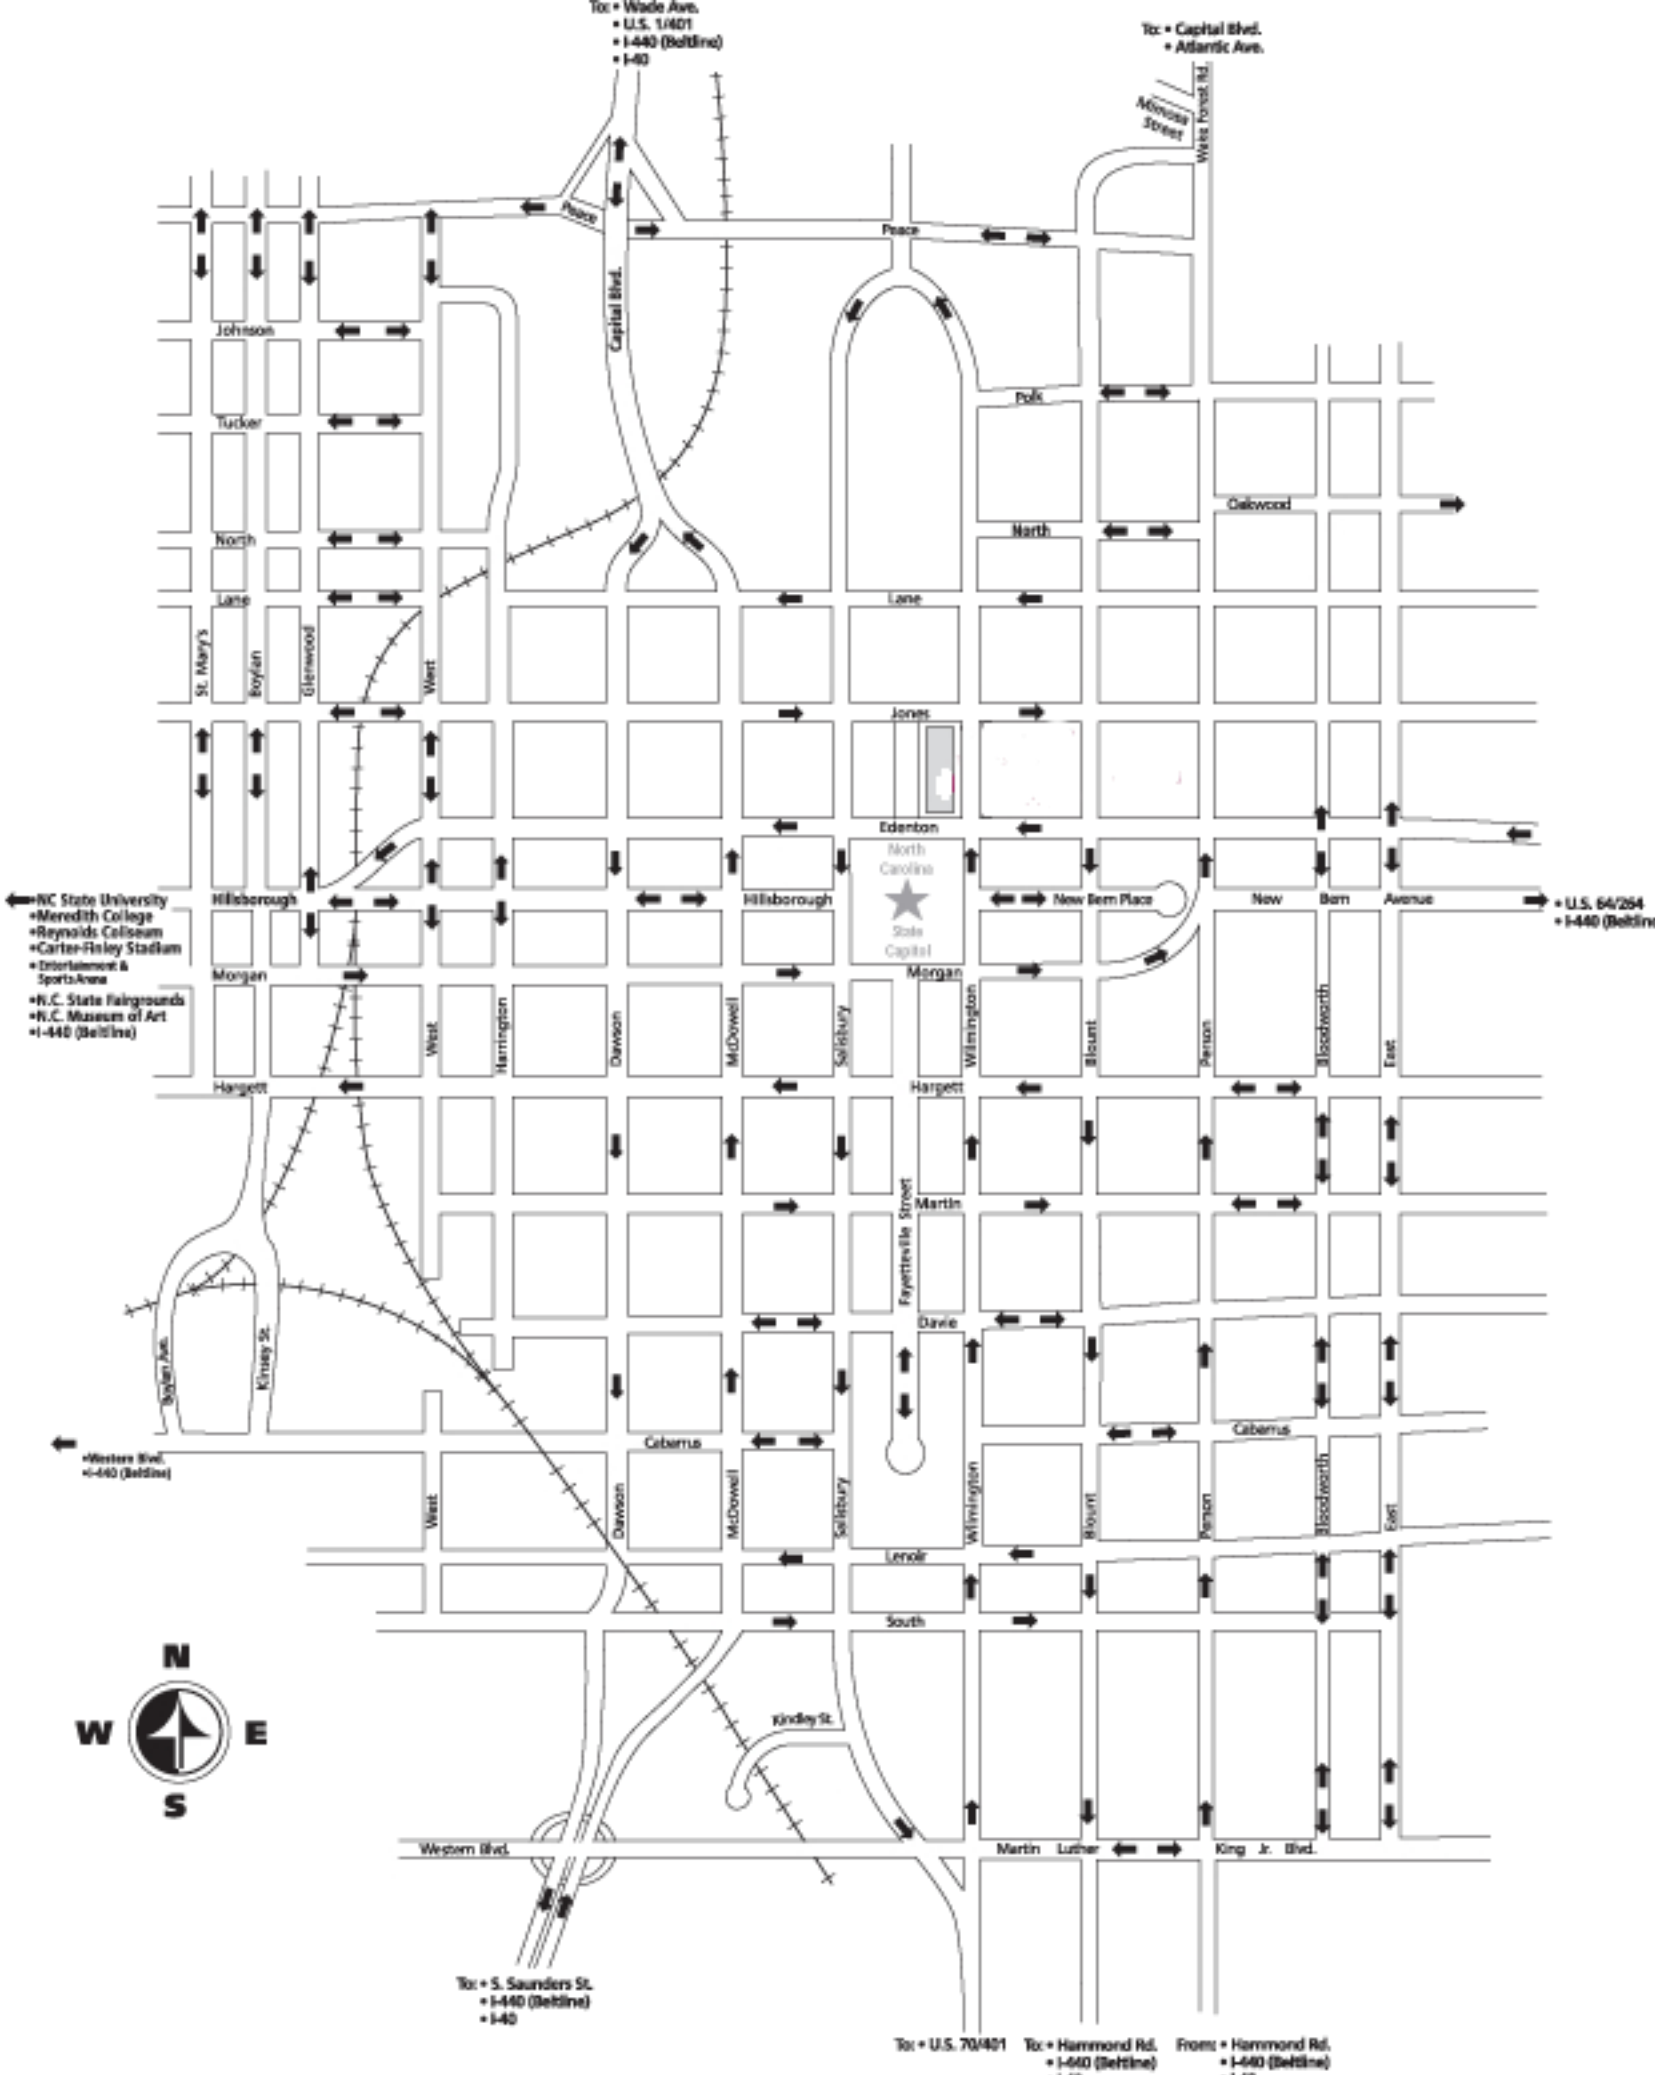 To: • Wade Ave.
• U.S. 1/401
• I-440 (Beltline)
• I-40
To: • Capital Blvd.
• Atlantic Ave.
Wake Forest Rd.
Mimosa
Street
Peace
Peace
Capital Blvd.
Johnson
Polk
Tucker
Oakwood
North
North
Lane
Lane
St. Mary's
Boylan
Glenwood
West
Jones
Edenton
North
Carolina
State
Capitol
•NC State University
•Meredith College
•Reynolds Coliseum
•Carter-Finley Stadium
•Entertainment &
Sports Arena
•N.C. State Fairgrounds
•N.C. Museum of Art
•I-440 (Beltline)
Hillsborough
Hillsborough
New Bern Place
New Bern Avenue
• U.S. 64/264
• I-440 (Beltline
Morgan
Morgan
West
Harrington
Dawson
McDowell
Salisbury
Wilmington
Blount
Person
Bloodworth
East
Hargett
Hargett
Martin
Fayetteville Street
Davie
Boylan Ave.
Kinsey St.
Cabarrus
Cabarrus
•Western Blvd.
•I-440 (Beltline)
West
Dawson
McDowell
Salisbury
Wilmington
Blount
Person
Bloodworth
East
Lenoir
South
N
W
E
S
Kindley St.
Western Blvd.
Martin Luther King Jr. Blvd.
To: • S. Saunders St.
• I-440 (Beltline)
• I-40
To: • U.S. 70/401
To: • Hammond Rd.
• I-440 (Beltline)
From: • Hammond Rd.
• I-440 (Beltline)